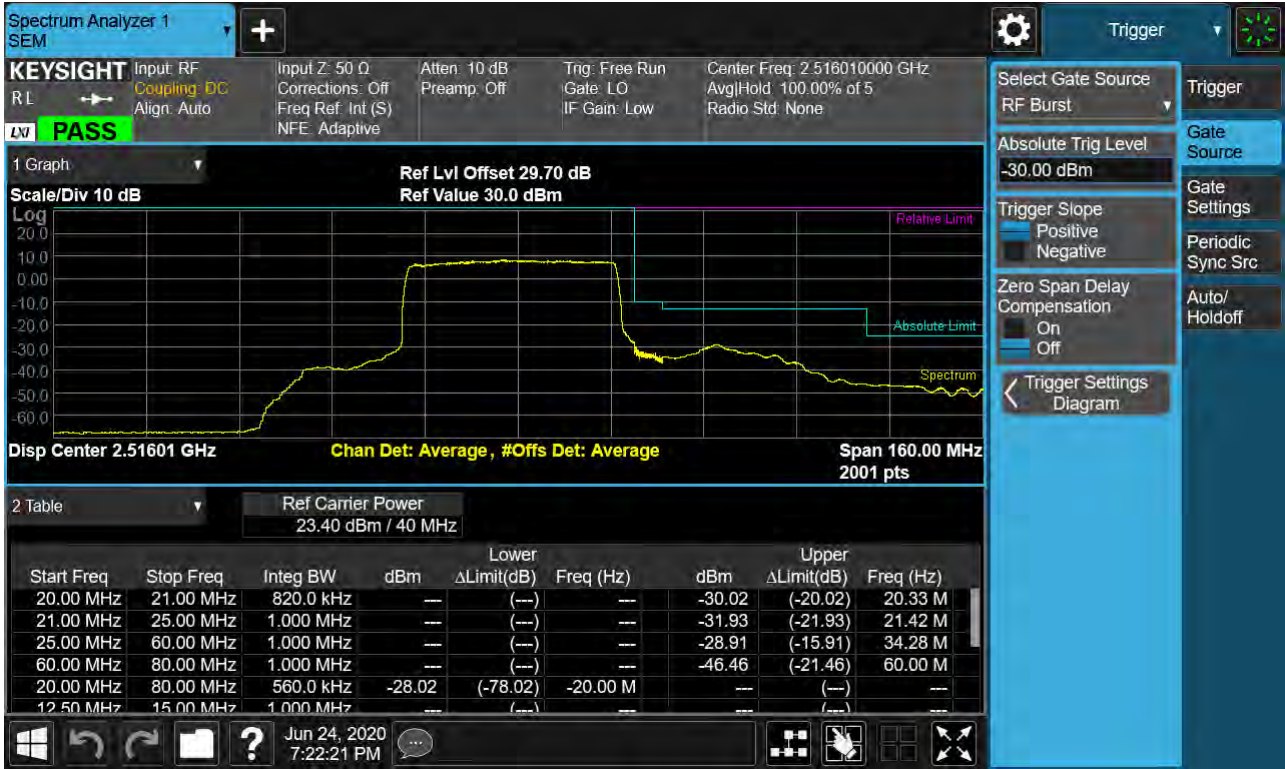 Spectrum Analyzer 1
SEM
+
Trigger
KEYSIGHT
R L
LXI
PASS
Input: RF
Coupling: DC
Align: Auto
Input Z: 50 Ω
Corrections: Off
Freq Ref: Int (S)
NFE: Adaptive
Atten: 10 dB
Preamp: Off
Trig: Free Run
Gate: LO
IF Gain: Low
Center Freq: 2.516010000 GHz
Avg|Hold: 100.00% of 5
Radio Std: None
1 Graph
Scale/Div 10 dB
Ref Lvl Offset 29.70 dB
Ref Value 30.0 dBm
Log
20.0
10.0
0.00
-10.0
-20.0
-30.0
-40.0
-50.0
-60.0
Relative Limit
Absolute Limit
Spectrum
Disp Center 2.51601 GHz
Chan Det: Average, #Offs Det: Average
Span 160.00 MHz
2001 pts
2 Table
Ref Carrier Power
23.40 dBm / 40 MHz
Lower Upper
Start Freq Stop Freq Integ BW dBm ΔLimit(dB) Freq (Hz) dBm ΔLimit(dB) Freq (Hz)
20.00 MHz 21.00 MHz 820.0 kHz --- (---) --- -30.02 (-20.02) 20.33 M
21.00 MHz 25.00 MHz 1.000 MHz --- (---) --- -31.93 (-21.93) 21.42 M
25.00 MHz 60.00 MHz 1.000 MHz --- (---) --- -28.91 (-15.91) 34.28 M
60.00 MHz 80.00 MHz 1.000 MHz --- (---) --- -46.46 (-21.46) 60.00 M
20.00 MHz 80.00 MHz 560.0 kHz -28.02 (-78.02) -20.00 M --- (---) ---
12.50 MHz 15.00 MHz 1.000 MHz --- (---) --- --- (---) ---
?
Jun 24, 2020
7:22:21 PM
Select Gate Source
RF Burst
Absolute Trig Level
-30.00 dBm
Trigger Slope
Positive
Negative
Zero Span Delay
Compensation
On
Off
Trigger Settings
Diagram
Trigger
Gate
Source
Gate
Settings
Periodic
Sync Src
Auto/
Holdoff